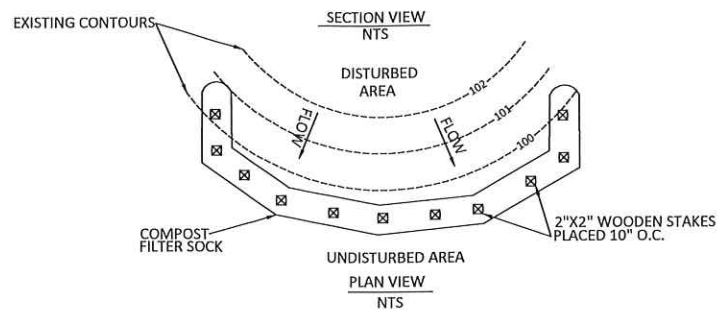 EXISTING CONTOURS
SECTION VIEW
NTS
DISTURBED
AREA
102
101
100
FLOW
FLOW
COMPOST
FILTER SOCK
2"X2" WOODEN STAKES
PLACED 10" O.C.
UNDISTURBED AREA
PLAN VIEW
NTS